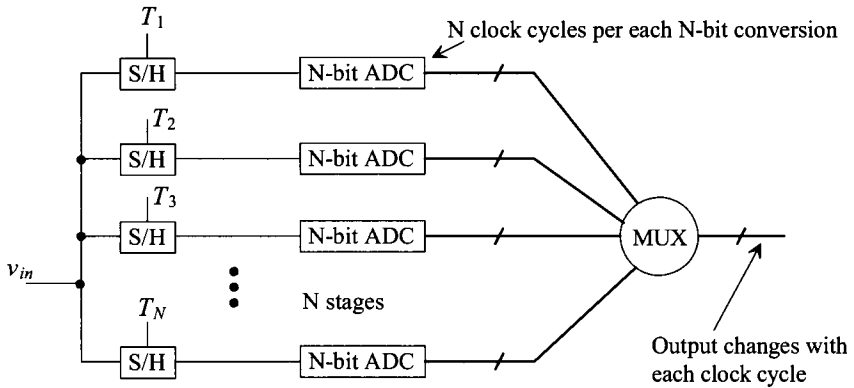 T1
N clock cycles per each N-bit conversion
S/H
N-bit ADC
T2
S/H
N-bit ADC
T3
S/H
N-bit ADC
MUX
vin
N stages
TN
S/H
N-bit ADC
Output changes with
each clock cycle